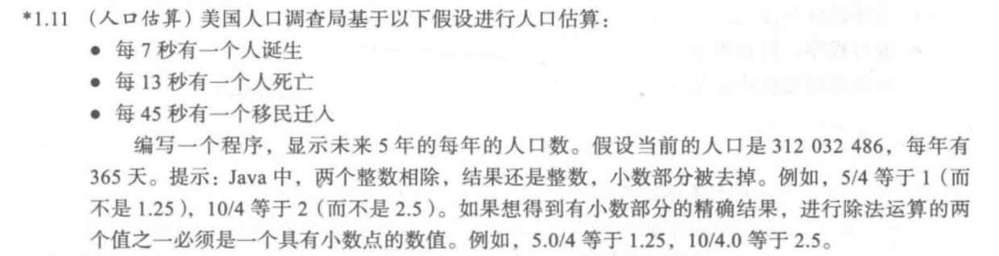 *1.11 （人口估算）美国人口调查局基于以下假设进行人口估算：
● 每 7 秒有一个人诞生
● 每 13 秒有一个人死亡
● 每 45 秒有一个移民迁入
编写一个程序，显示未来 5 年的每年的人口数。假设当前的人口是 312 032 486，每年有
365 天。提示：Java 中，两个整数相除，结果还是整数，小数部分被去掉。例如，5/4 等于 1（而
不是 1.25），10/4 等于 2（而不是 2.5）。如果想得到有小数部分的精确结果，进行除法运算的两
个值之一必须是一个具有小数点的数值。例如，5.0/4 等于 1.25，10/4.0 等于 2.5。